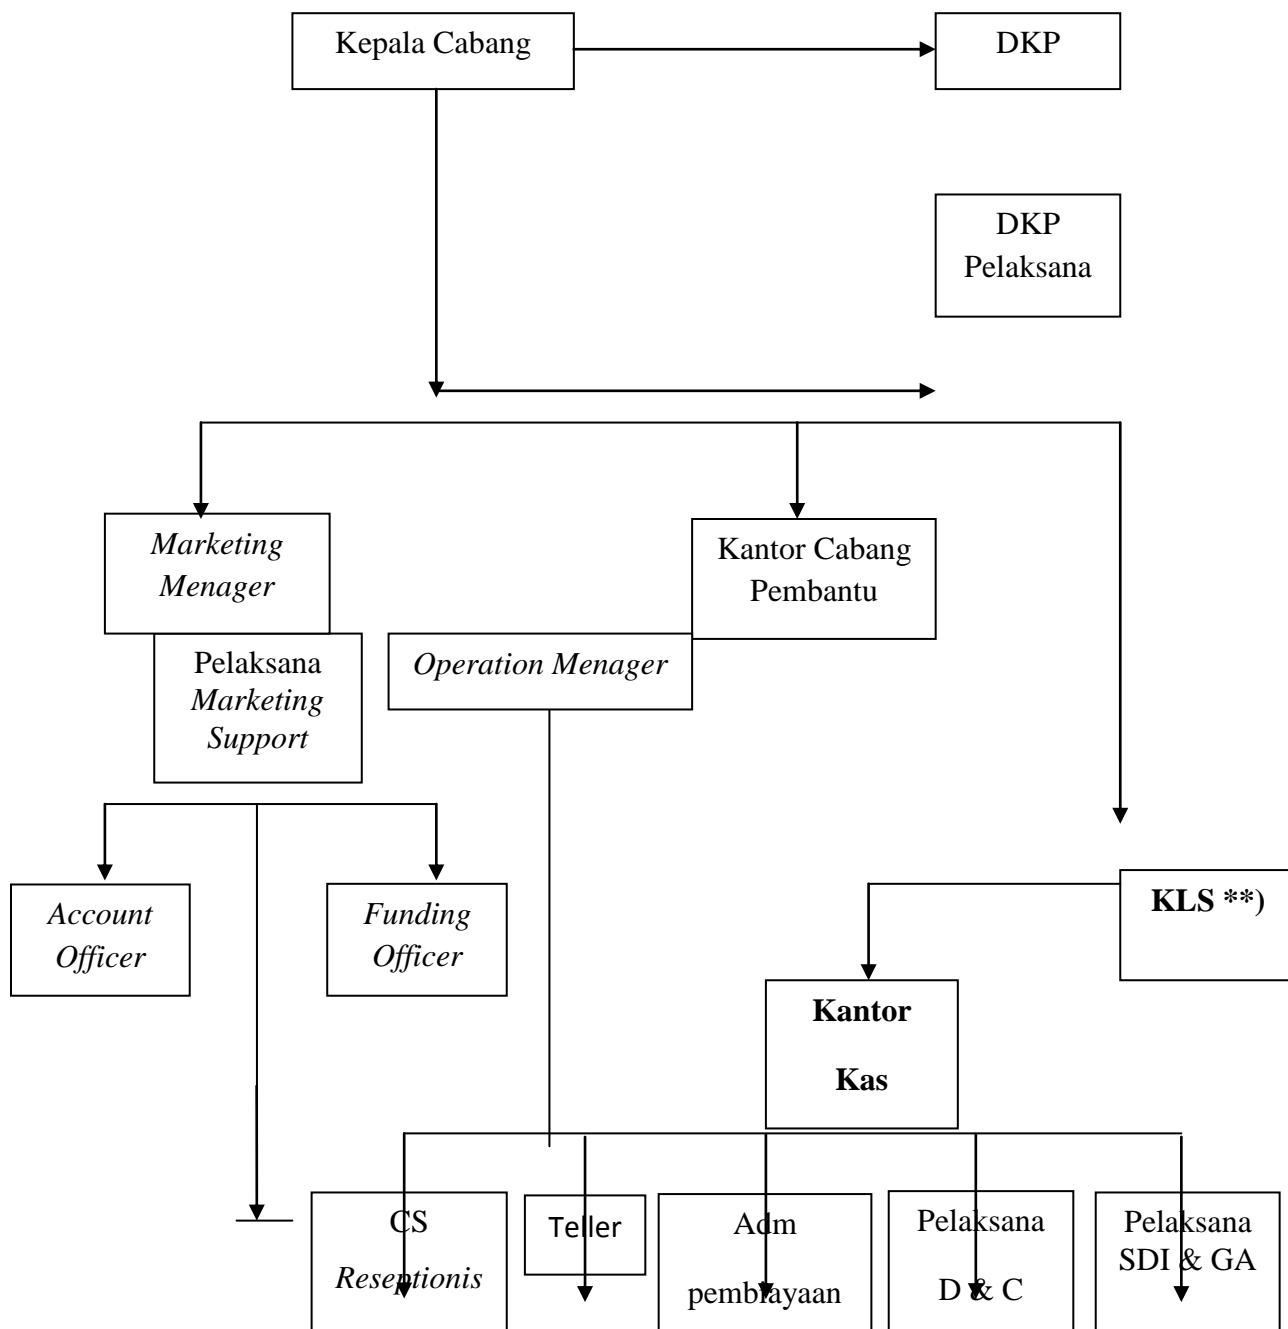 Kepala Cabang
DKP
DKP
Pelaksana
Marketing
Menager
Kantor Cabang
Pembantu
Pelaksana
Marketing
Support
Operation Menager
Account
Officer
Funding
Officer
KLS **)
Kantor
Kas
CS
Reseptionis
Teller
Adm
pembiayaan
Pelaksana
D & C
Pelaksana
SDI & GA